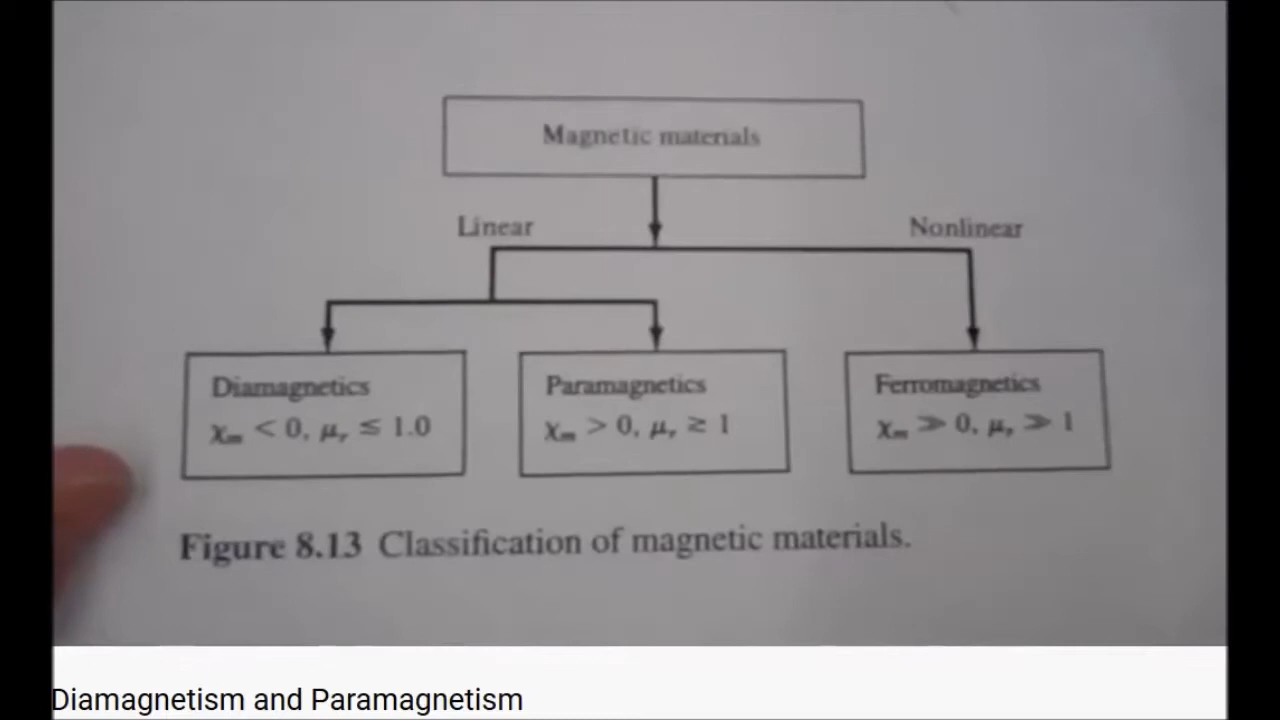 Magnetic materials
Linear
Nonlinear
Diamagnetics
χₘ < 0, μᵣ ≤ 1.0
Paramagnetics
χₘ > 0, μᵣ ≥ 1
Ferromagnetics
χₘ ≫ 0, μᵣ ≫ 1
Figure 8.13 Classification of magnetic materials.
Diamagnetism and Paramagnetism